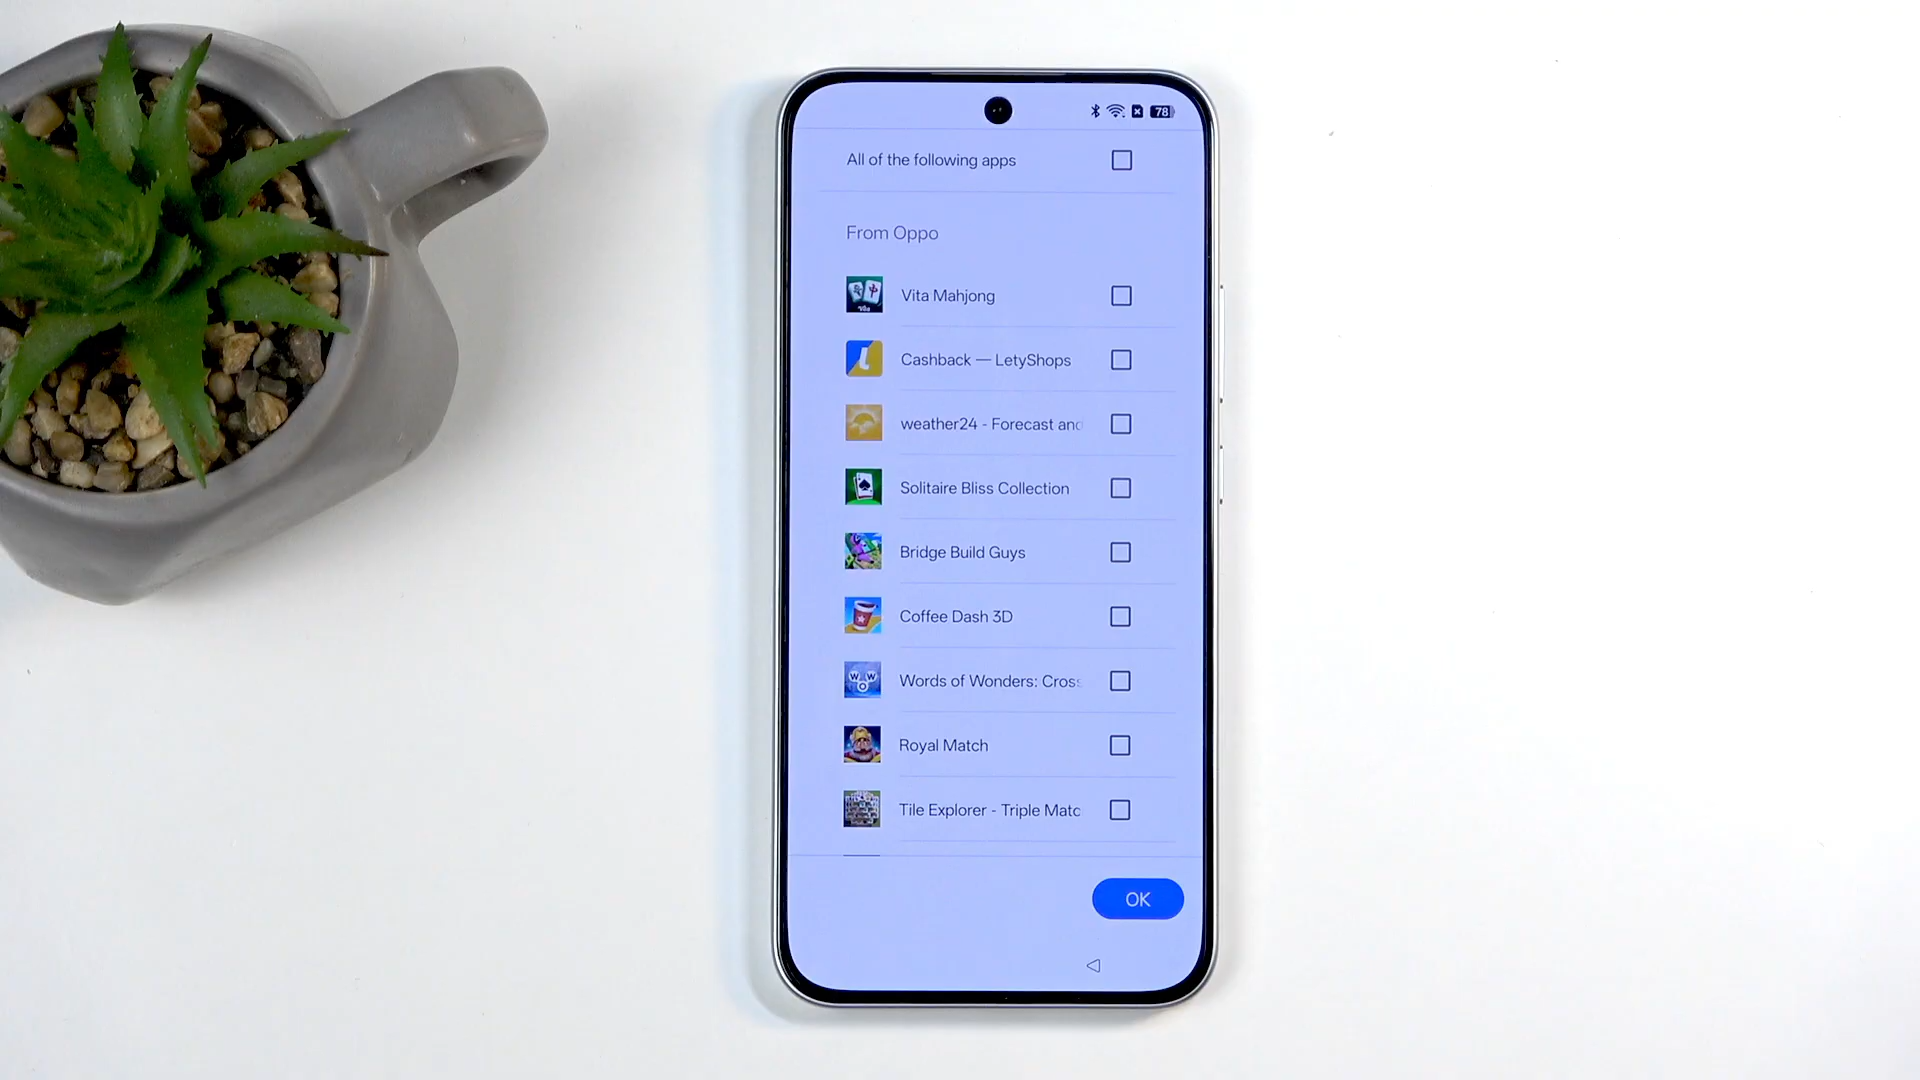 78
All of the following apps
From Oppo
Vita Mahjong
Cashback — LetyShops
weather24 - Forecast and
Solitaire Bliss Collection
Bridge Build Guys
Coffee Dash 3D
Words of Wonders: Cross
Royal Match
Tile Explorer - Triple Matc
OK